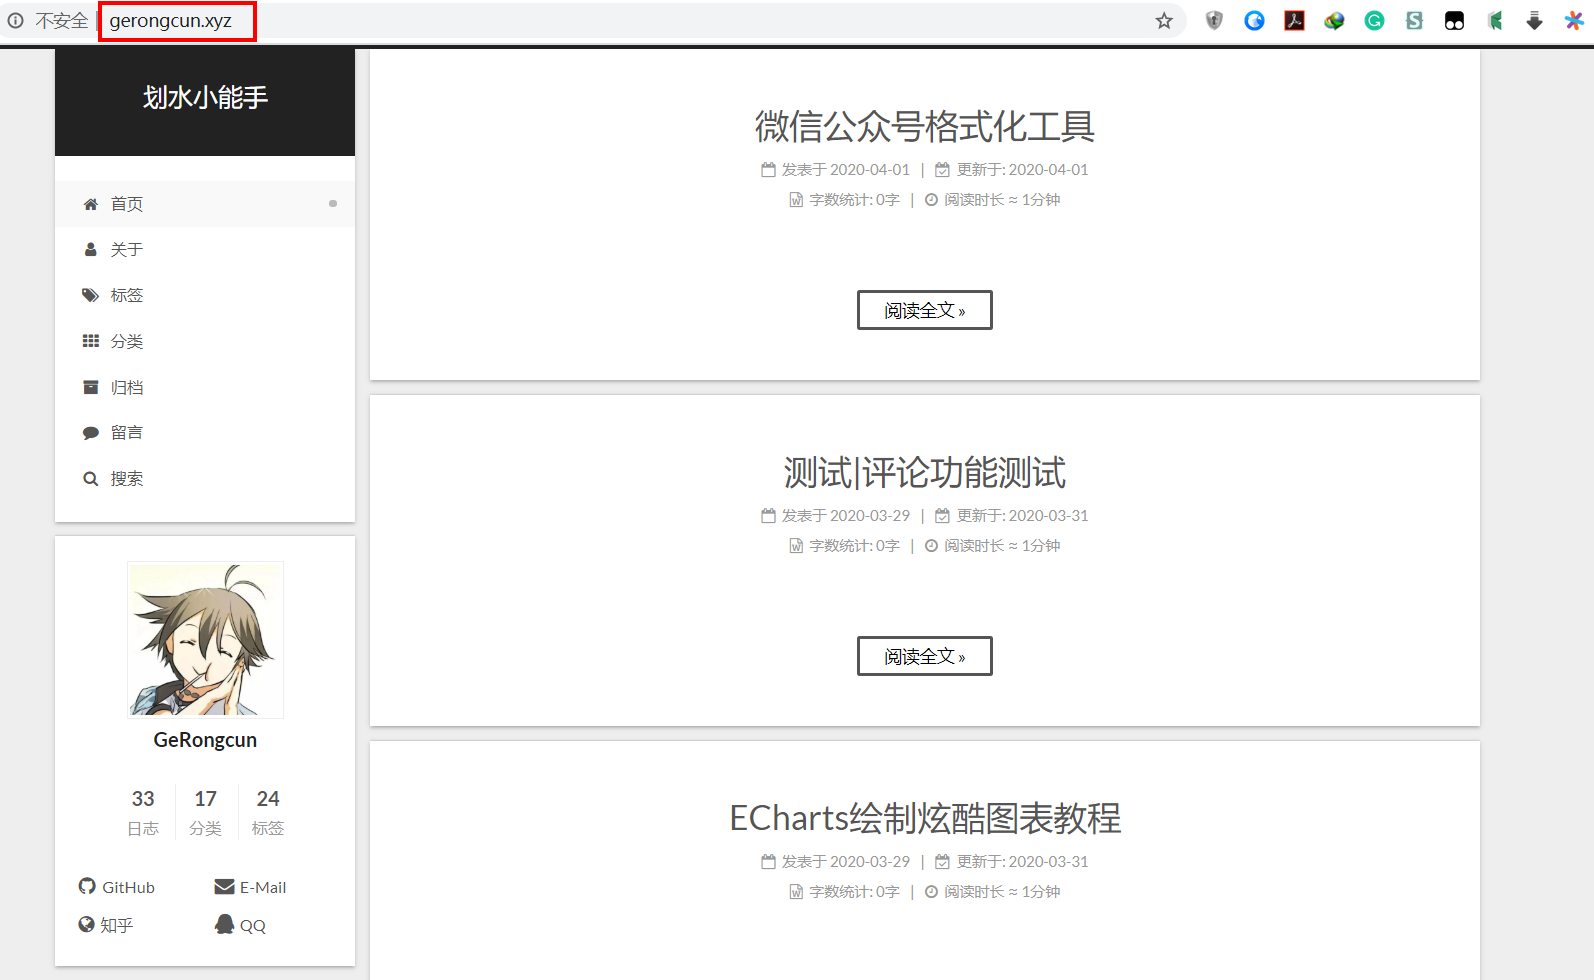 不安全 | gerongcun.xyz
划水小能手
首页
关于
标签
分类
归档
留言
搜索
GeRongcun
33 17 24
日志 分类 标签
GitHub E-Mail
知乎 QQ
微信公众号格式化工具
发表于 2020-04-01 | 更新于: 2020-04-01
字数统计: 0字 | 阅读时长 ≈ 1分钟
阅读全文 »
测试|评论功能测试
发表于 2020-03-29 | 更新于: 2020-03-31
字数统计: 0字 | 阅读时长 ≈ 1分钟
阅读全文 »
ECharts绘制炫酷图表教程
发表于 2020-03-29 | 更新于: 2020-03-31
字数统计: 0字 | 阅读时长 ≈ 1分钟